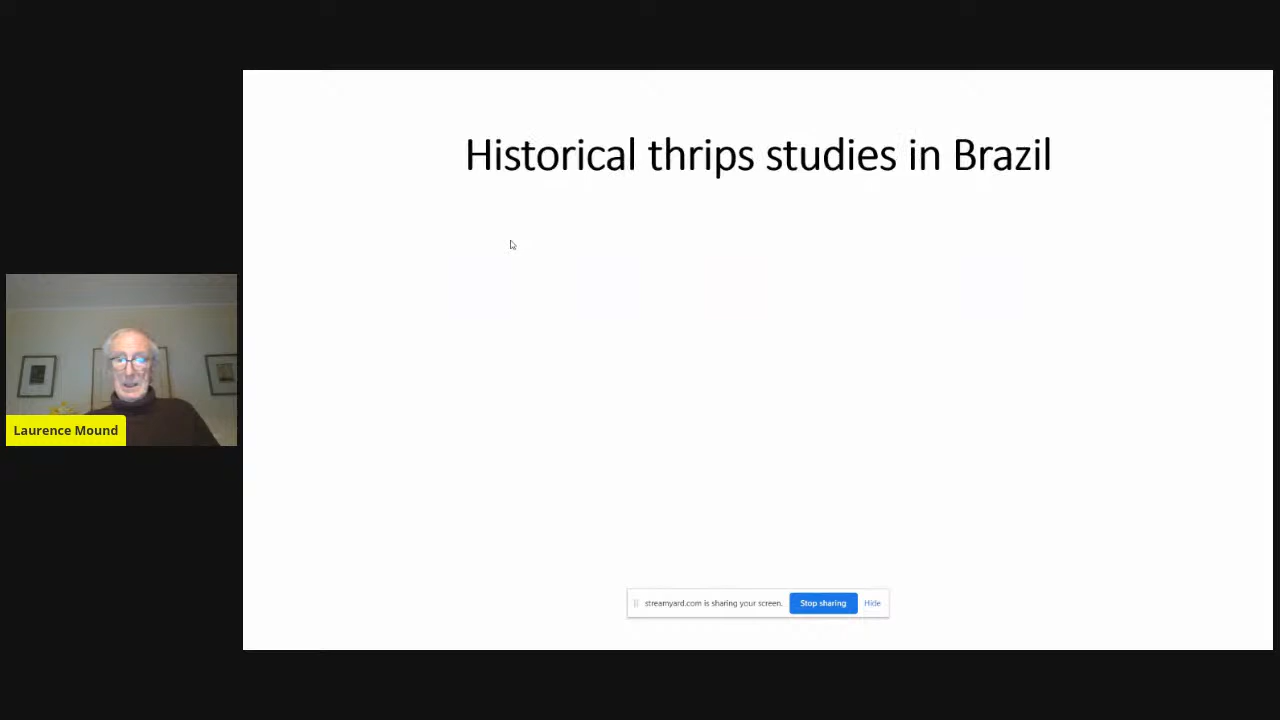 Historical thrips studies in Brazil
Laurence Mound
streamyard.com is sharing your screen. Stop sharing Hide